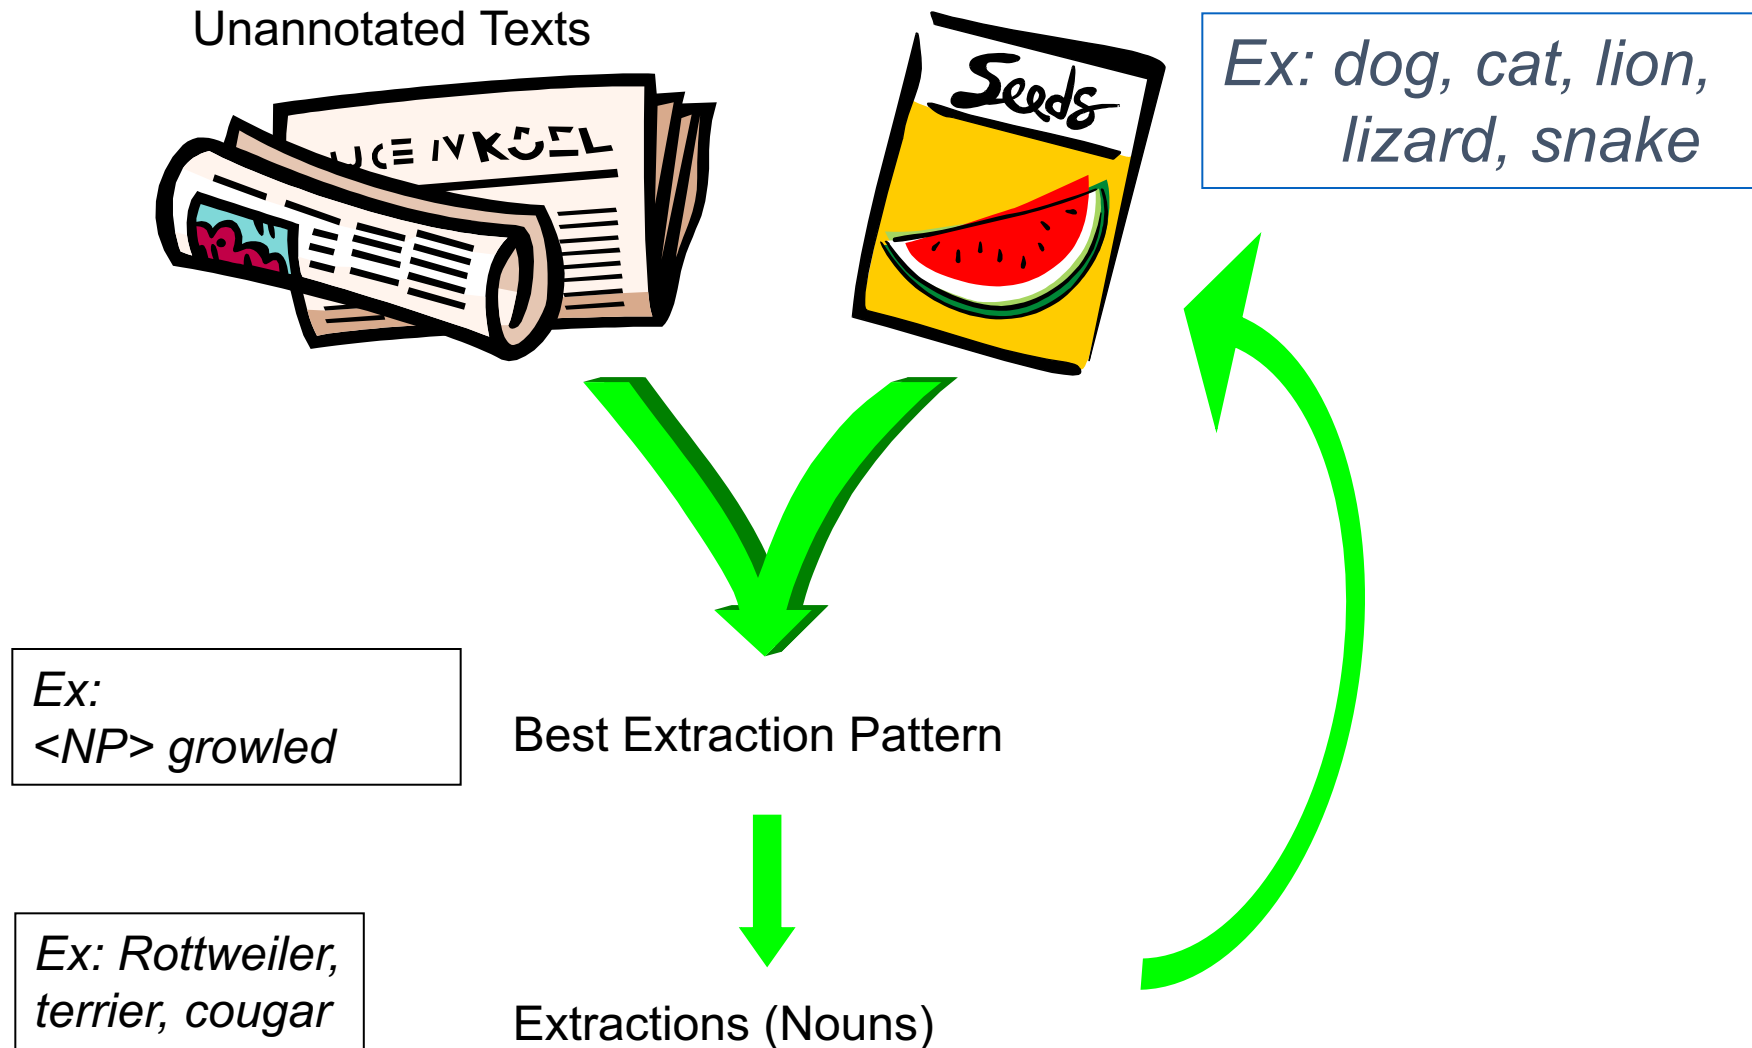 Unannotated Texts
Seeds
Ex: dog, cat, lion,
lizard, snake
Ex:
<NP> growled
Best Extraction Pattern
Ex: Rottweiler,
terrier, cougar
Extractions (Nouns)